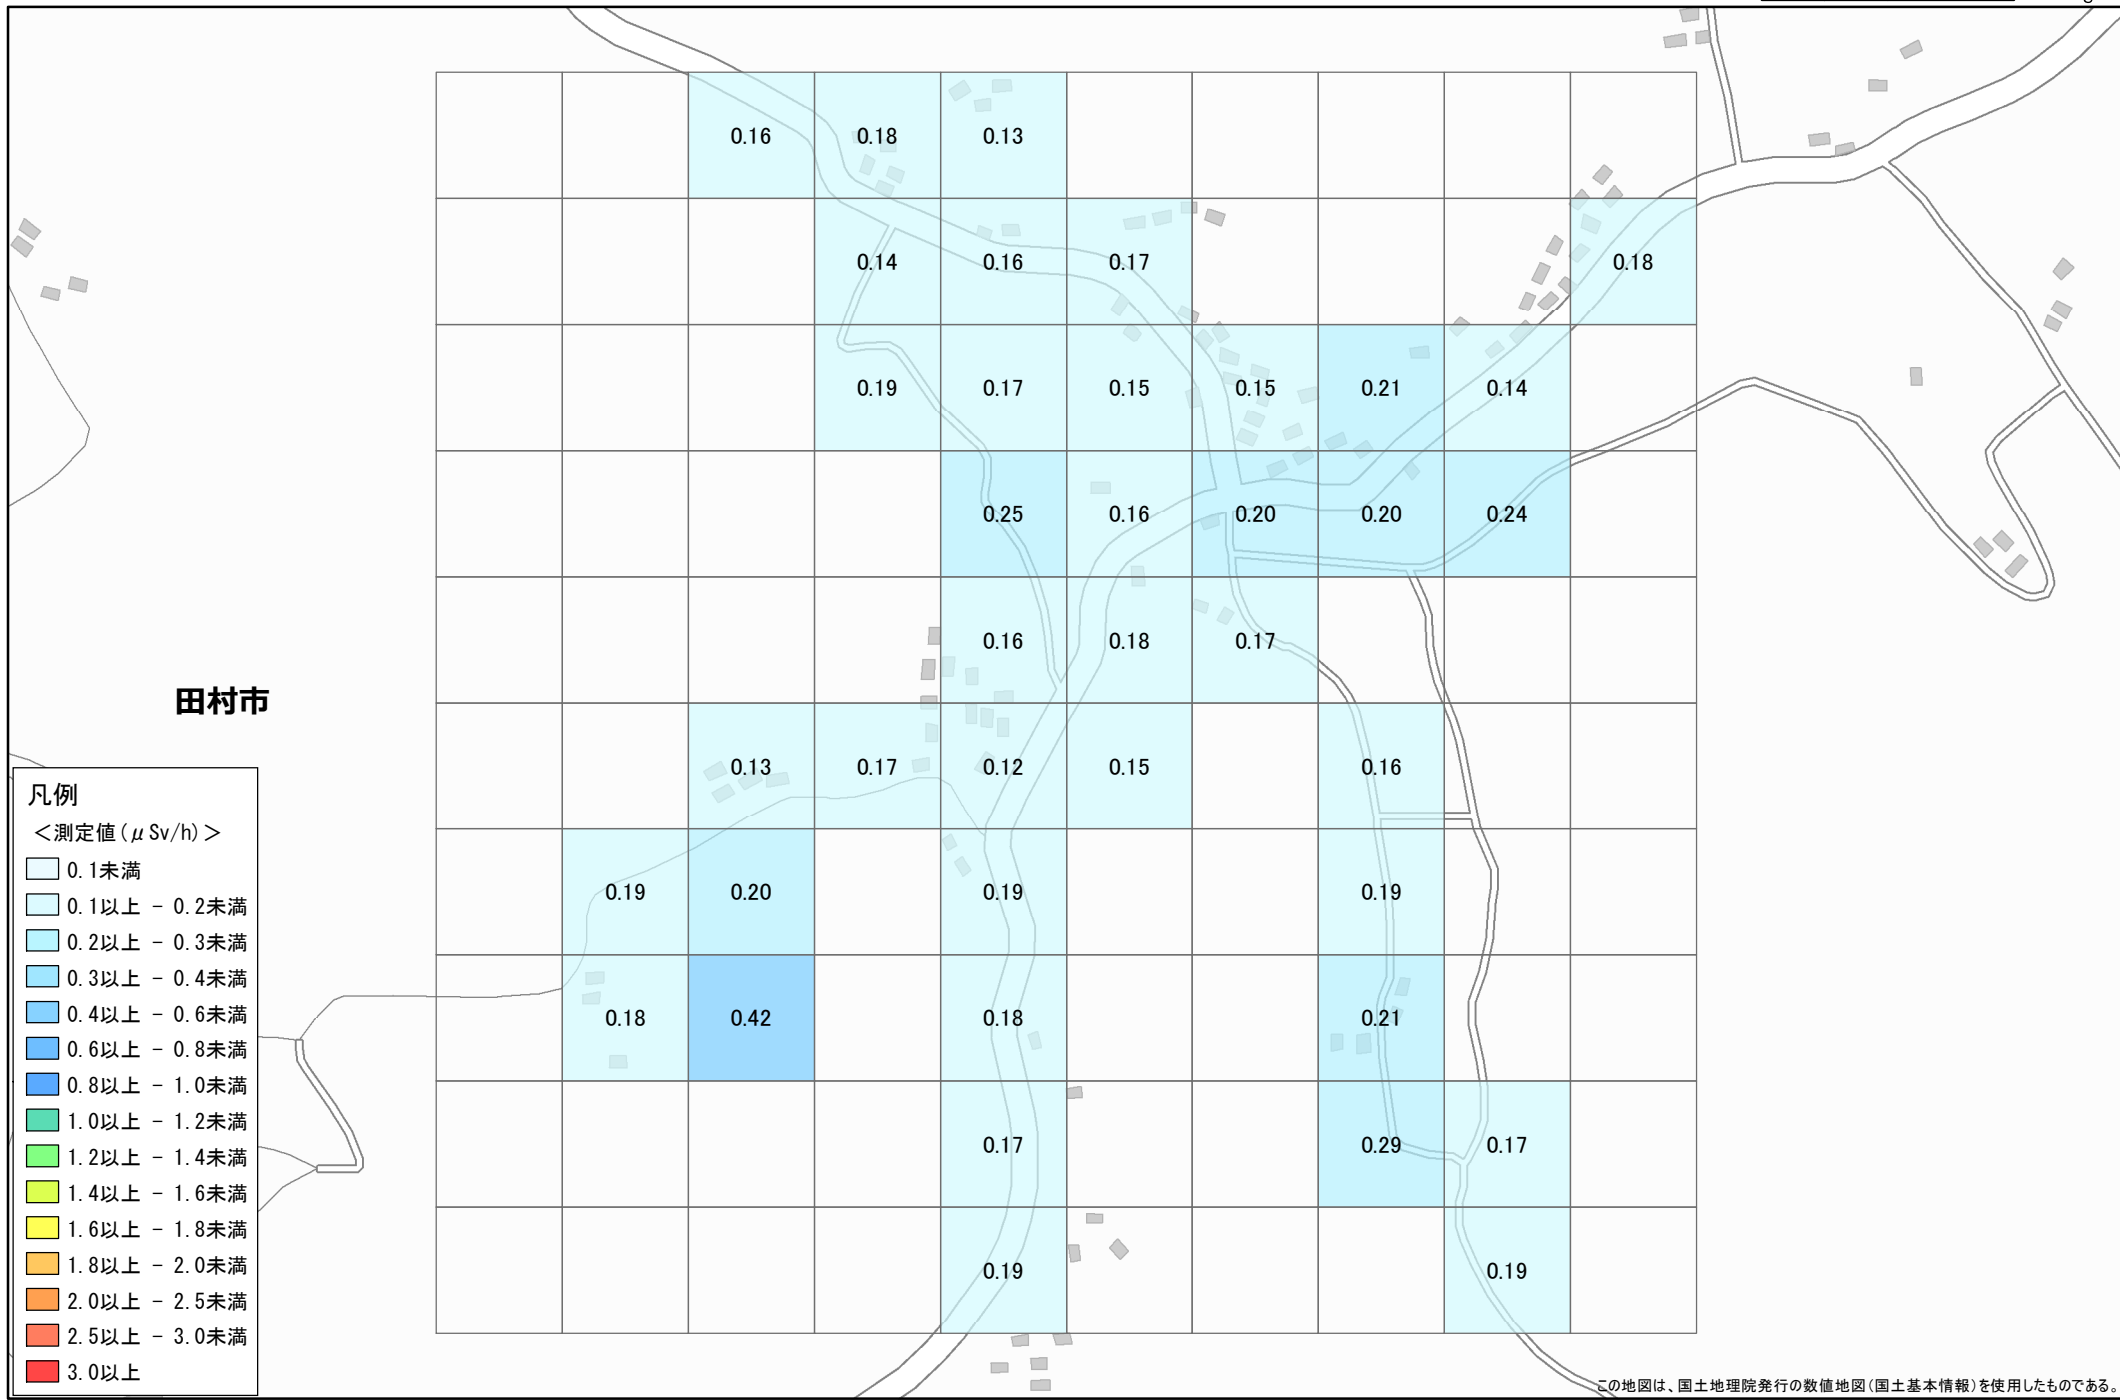 0.16 0.18 0.13
0.14 0.16 0.17 0.18
0.19 0.17 0.15 0.15 0.21 0.14
0.25 0.16 0.20 0.20 0.24
0.16 0.18 0.17
田村市
0.13 0.17 0.12 0.15 0.16
0.19 0.20 0.19 0.19
0.18 0.42 0.18 0.21
0.17 0.29 0.17
0.19 0.19
凡例
＜測定値(μSv/h)＞
0.1未満
0.1以上 － 0.2未満
0.2以上 － 0.3未満
0.3以上 － 0.4未満
0.4以上 － 0.6未満
0.6以上 － 0.8未満
0.8以上 － 1.0未満
1.0以上 － 1.2未満
1.2以上 － 1.4未満
1.4以上 － 1.6未満
1.6以上 － 1.8未満
1.8以上 － 2.0未満
2.0以上 － 2.5未満
2.5以上 － 3.0未満
3.0以上
この地図は、国土地理院発行の数値地図(国土基本情報)を使用したものである。